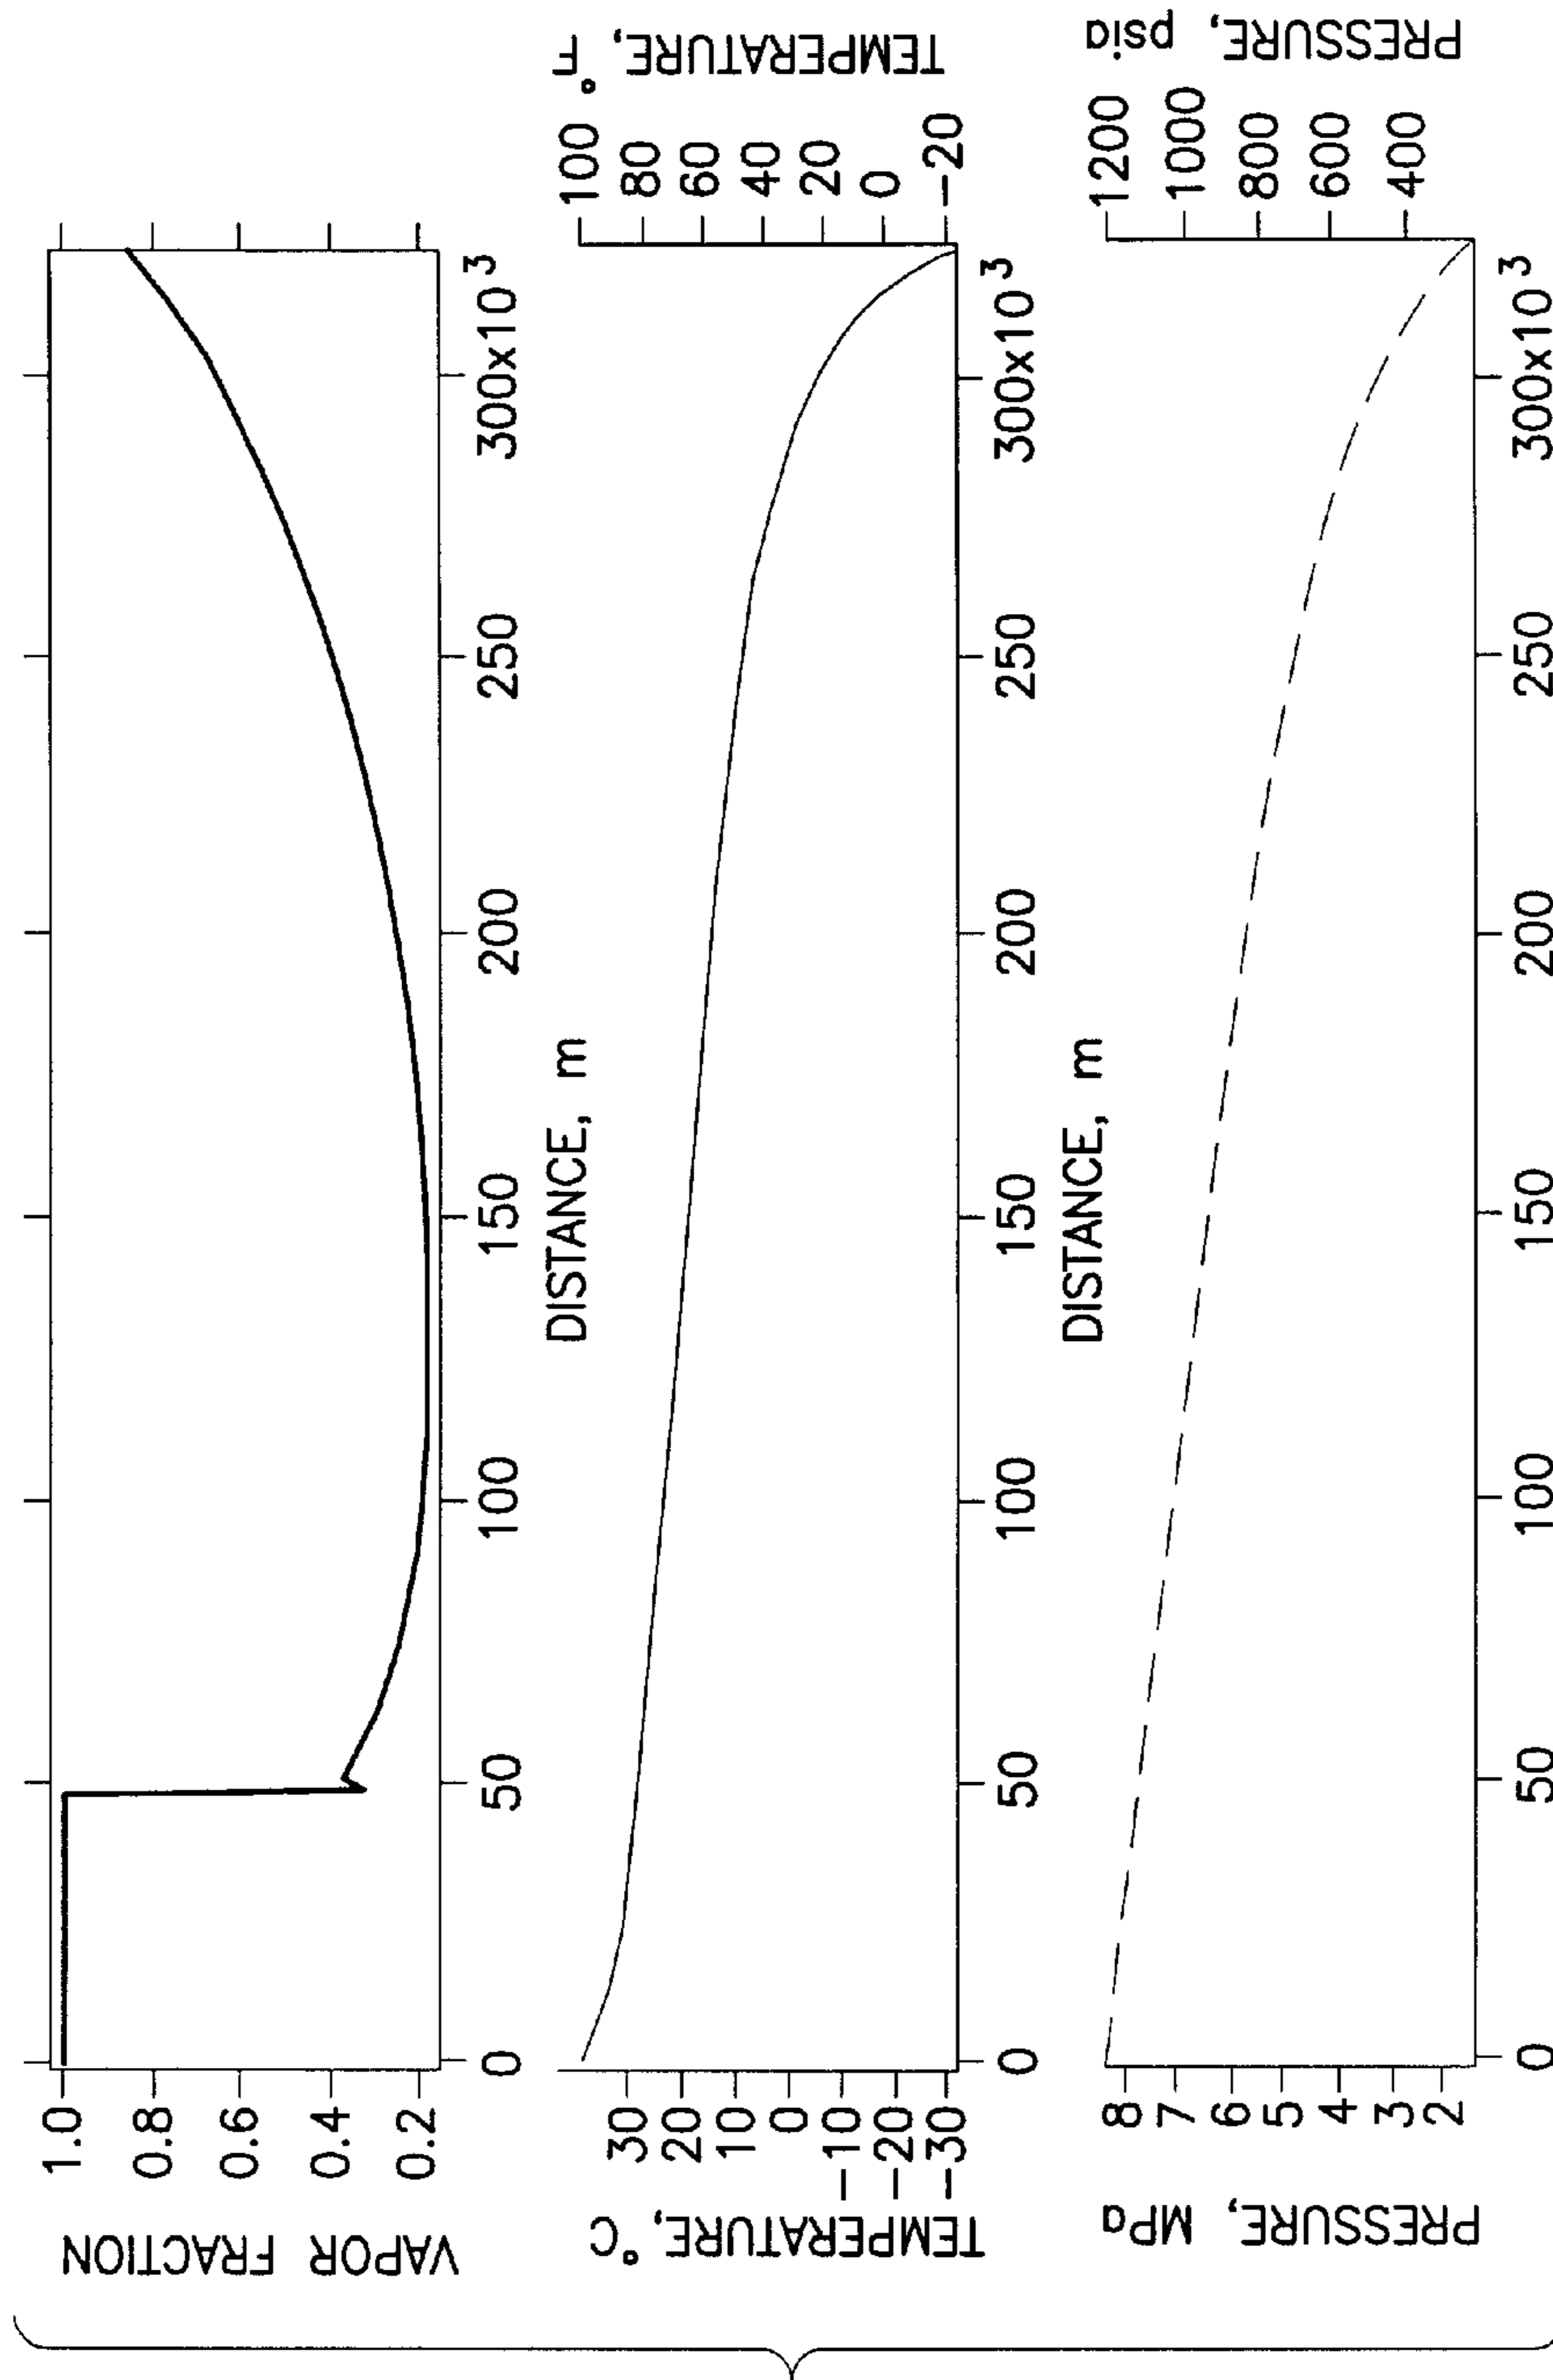 VAPOR FRACTION
1.0
0.8
0.6
0.4
0.2
0 50 100 150 200 250 300x10³
DISTANCE, m
TEMPERATURE, °C
30
20
10
0
-10
-20
-30
100 °F
80
60
40
20
0
-20
TEMPERATURE,
0 50 100 150 200 250 300x10³
DISTANCE, m
PRESSURE, MPa
8
7
6
5
4
3
2
1200
1000
800
600
400
PRESSURE, psia
0 50 100 150 200 250 300x10³